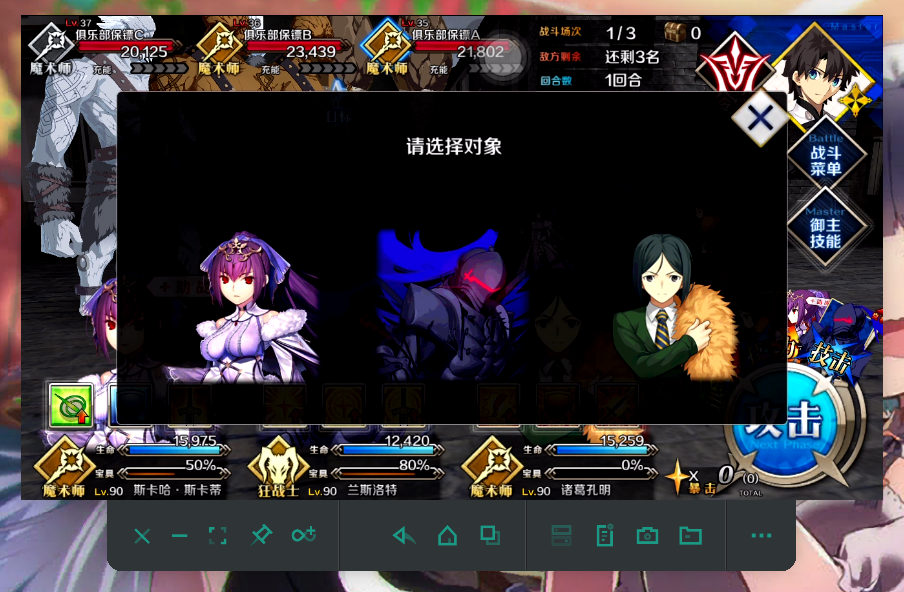 Lv.37
俱乐部保镖C
20,125
魔术师
充能
Lv.36
俱乐部保镖B
23,439
魔术师
充能
Lv.35
俱乐部保镖A
21,802
魔术师
充能
战斗场次 1/3
0
敌方剩余 还剩3名
回合数 1回合
Master
请选择对象
Battle
战斗
菜单
Master
御主
技能
技击
攻击
Next Phase
生命 15,975
宝具 50%
魔术师 Lv.90 斯卡哈·斯卡蒂
生命 12,420
宝具 80%
狂战士 Lv.90 兰斯洛特
生命 15,259
宝具 0%
魔术师 Lv.90 诸葛孔明
X 0 (0)
暴击 TOTAL